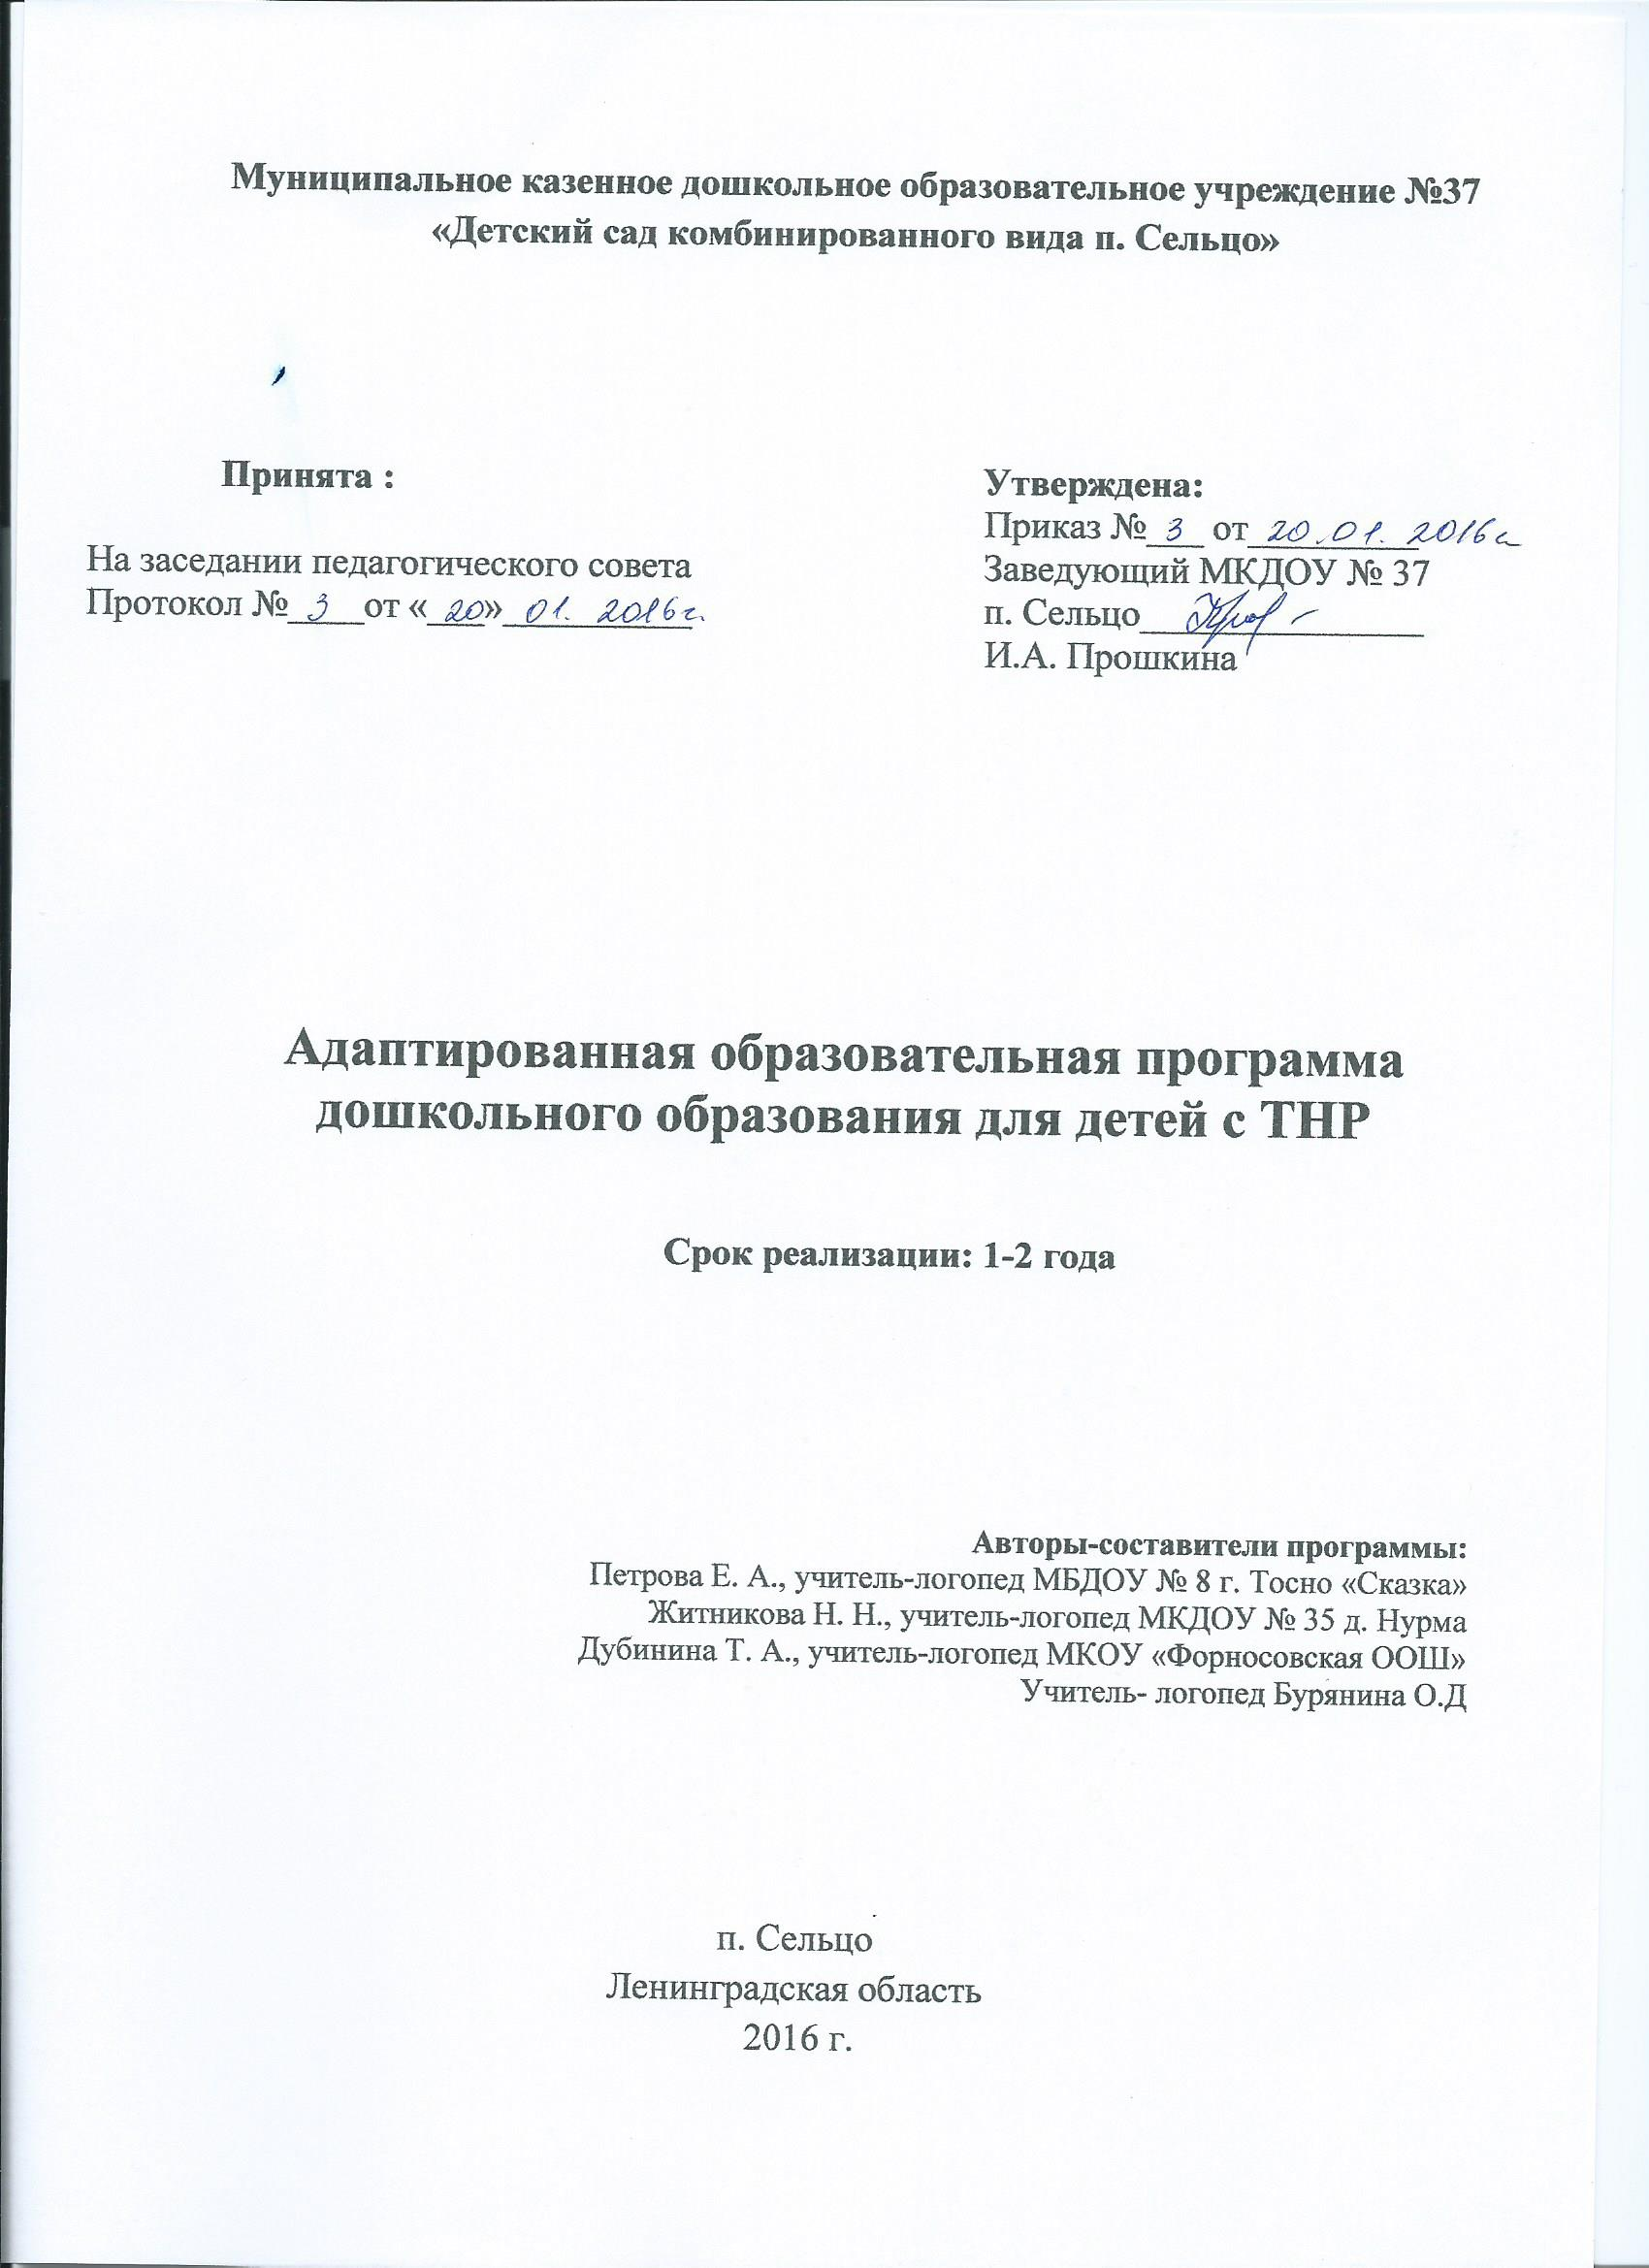 Муниципальное казенное дошкольное образовательное учреждение №37
«Детский сад комбинированного вида п. Сельцо»
Принята :
На заседании педагогического совета
Протокол № 3 от « 20 » 01. 2016г.
Утверждена:
Приказ № 3 от 20.01.2016г
Заведующий МКДОУ № 37
п. Сельцо
И.А. Прошкина
Адаптированная образовательная программа
дошкольного образования для детей с ТНР
Срок реализации: 1-2 года
Авторы-составители программы:
Петрова Е. А., учитель-логопед МБДОУ № 8 г. Тосно «Сказка»
Житникова Н. Н., учитель-логопед МКДОУ № 35 д. Нурма
Дубинина Т. А., учитель-логопед МКОУ «Форносовская ООШ»
Учитель- логопед Бурянина О.Д
п. Сельцо
Ленинградская область
2016 г.